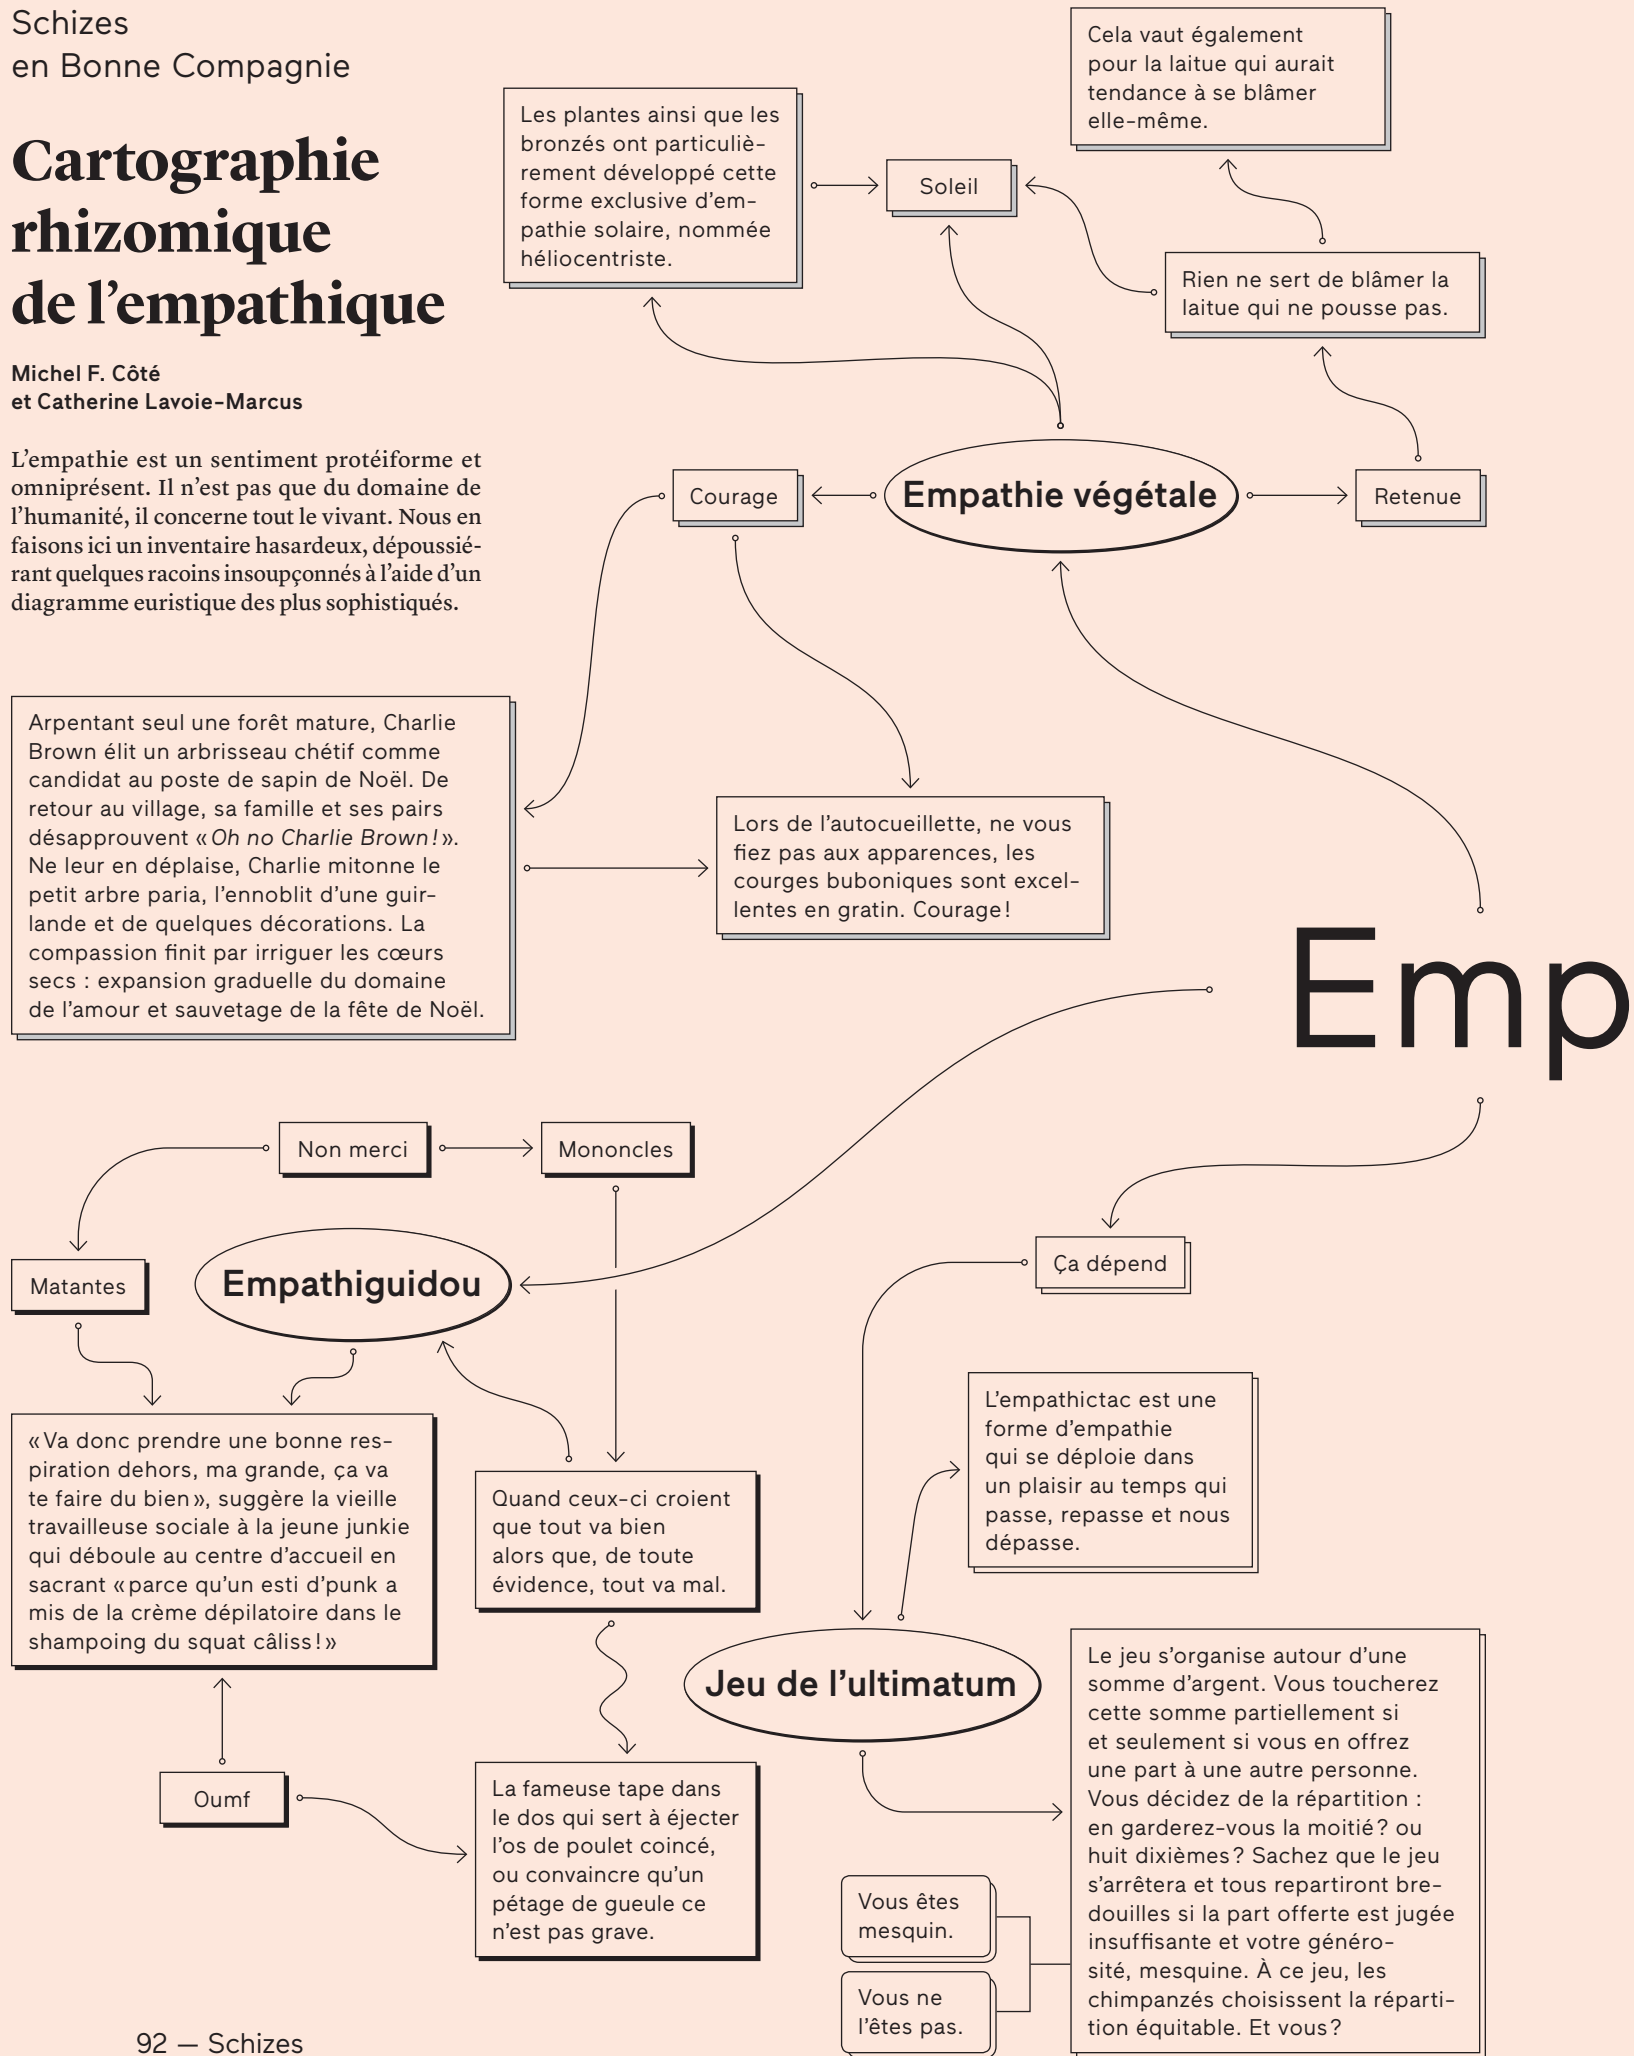 Schizes
en Bonne Compagnie
Cartographie
rhizomique
de l’empathique
Michel F. Côté
et Catherine Lavoie-Marcus
L’empathie est un sentiment protéiforme et
omniprésent. Il n’est pas que du domaine de
l’humanité, il concerne tout le vivant. Nous en
faisons ici un inventaire hasardeux, dépoussié-
rant quelques racoins insoupçonnés à l’aide d’un
diagramme euristique des plus sophistiqués.
Les plantes ainsi que les
bronzés ont particuliè-
rement développé cette
forme exclusive d’em-
pathie solaire, nommée
héliocentriste.
Soleil
Cela vaut également
pour la laitue qui aurait
tendance à se blâmer
elle-même.
Rien ne sert de blâmer la
laitue qui ne pousse pas.
Courage
Empathie végétale
Retenue
Arpentant seul une forêt mature, Charlie
Brown élit un arbrisseau chétif comme
candidat au poste de sapin de Noël. De
retour au village, sa famille et ses pairs
désapprouvent « Oh no Charlie Brown ! ».
Ne leur en déplaise, Charlie mitonne le
petit arbre paria, l’ennoblit d’une guir-
lande et de quelques décorations. La
compassion finit par irriguer les cœurs
secs : expansion graduelle du domaine
de l’amour et sauvetage de la fête de Noël.
Lors de l’autocueillette, ne vous
fiez pas aux apparences, les
courges buboniques sont excel-
lentes en gratin. Courage !
Emp
Non merci
Mononcles
Matantes
Empathiguidou
Ça dépend
« Va donc prendre une bonne res-
piration dehors, ma grande, ça va
te faire du bien », suggère la vieille
travailleuse sociale à la jeune junkie
qui déboule au centre d’accueil en
sacrant « parce qu’un esti d’punk a
mis de la crème dépilatoire dans le
shampoing du squat câliss ! »
Quand ceux-ci croient
que tout va bien
alors que, de toute
évidence, tout va mal.
L’empathictac est une
forme d’empathie
qui se déploie dans
un plaisir au temps qui
passe, repasse et nous
dépasse.
Jeu de l’ultimatum
Oumf
La fameuse tape dans
le dos qui sert à éjecter
l’os de poulet coincé,
ou convaincre qu’un
pétage de gueule ce
n’est pas grave.
Le jeu s’organise autour d’une
somme d’argent. Vous toucherez
cette somme partiellement si
et seulement si vous en offrez
une part à une autre personne.
Vous décidez de la répartition :
en garderez-vous la moitié ? ou
huit dixièmes ? Sachez que le jeu
s’arrêtera et tous repartiront bre-
douilles si la part offerte est jugée
insuffisante et votre généro-
sité, mesquine. À ce jeu, les
chimpanzés choisissent la réparti-
tion équitable. Et vous ?
Vous êtes
mesquin.
Vous ne
l’êtes pas.
92 — Schizes